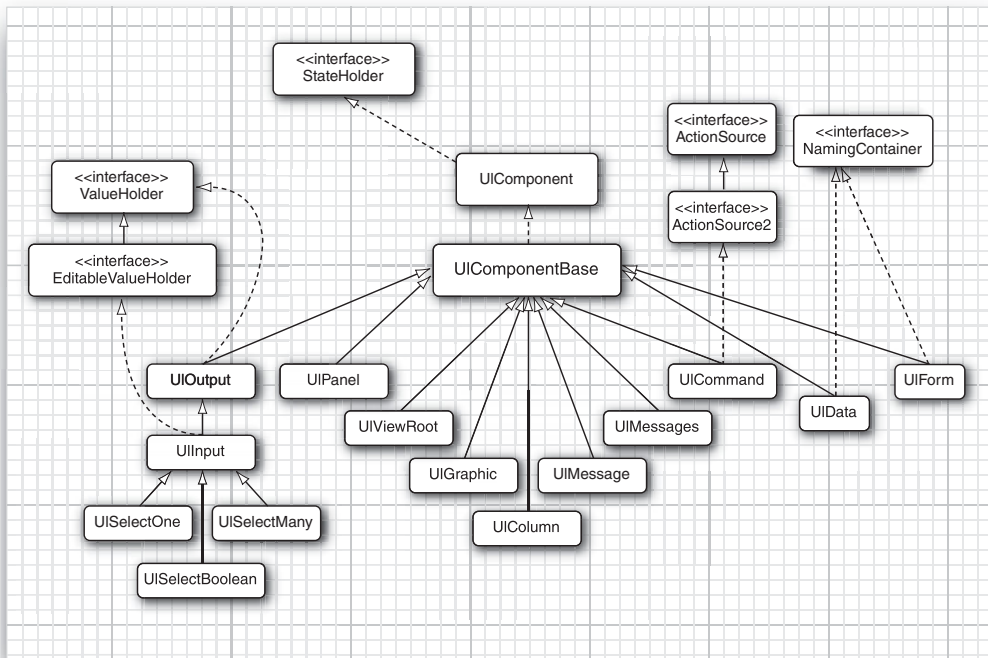 <<interface>>
StateHolder
<<interface>>
ActionSource
<<interface>>
NamingContainer
<<interface>>
ValueHolder
UIComponent
<<interface>>
ActionSource2
<<interface>>
EditableValueHolder
UIComponentBase
UIOutput
UIPanel
UICommand
UIForm
UIData
UIViewRoot
UIMessages
UIInput
UIGraphic
UIMessage
UISelectOne
UISelectMany
UIColumn
UISelectBoolean